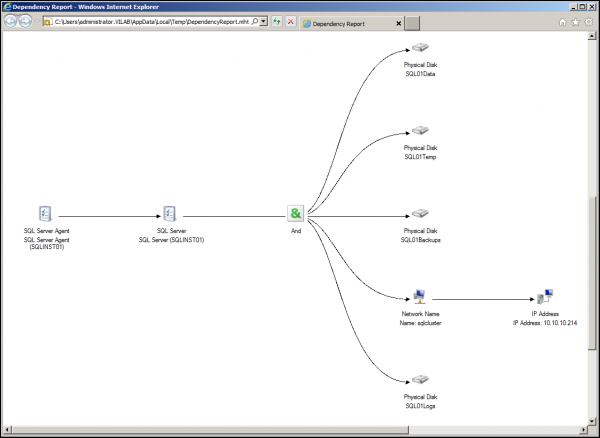 Dependency Report - Windows Internet Explorer
C:\Users\administrator.VILAB\AppData\Local\Temp\DependencyReport.mht
Dependency Report
Physical Disk
SQL01Data
Physical Disk
SQL01Temp
SQL Server Agent
SQL Server Agent
(SQLINST01)
SQL Server
SQL Server (SQLINST01)
&
And
Physical Disk
SQL01Backups
Network Name
Name: sqlcluster
IP Address
IP Address: 10.10.10.214
Physical Disk
SQL01Logs